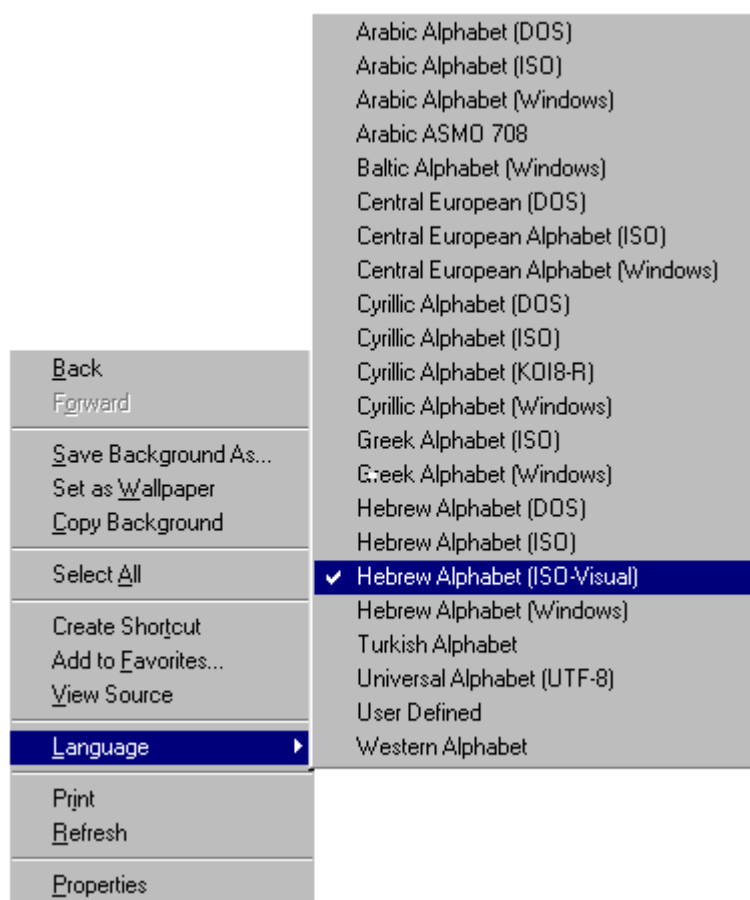 Back
Forward
Save Background As...
Set as Wallpaper
Copy Background
Select All
Create Shortcut
Add to Favorites...
View Source
Language
Print
Refresh
Properties
Arabic Alphabet (DOS)
Arabic Alphabet (ISO)
Arabic Alphabet (Windows)
Arabic ASMO 708
Baltic Alphabet (Windows)
Central European (DOS)
Central European Alphabet (ISO)
Central European Alphabet (Windows)
Cyrillic Alphabet (DOS)
Cyrillic Alphabet (ISO)
Cyrillic Alphabet (KOI8-R)
Cyrillic Alphabet (Windows)
Greek Alphabet (ISO)
Greek Alphabet (Windows)
Hebrew Alphabet (DOS)
Hebrew Alphabet (ISO)
Hebrew Alphabet (ISO-Visual)
Hebrew Alphabet (Windows)
Turkish Alphabet
Universal Alphabet (UTF-8)
User Defined
Western Alphabet